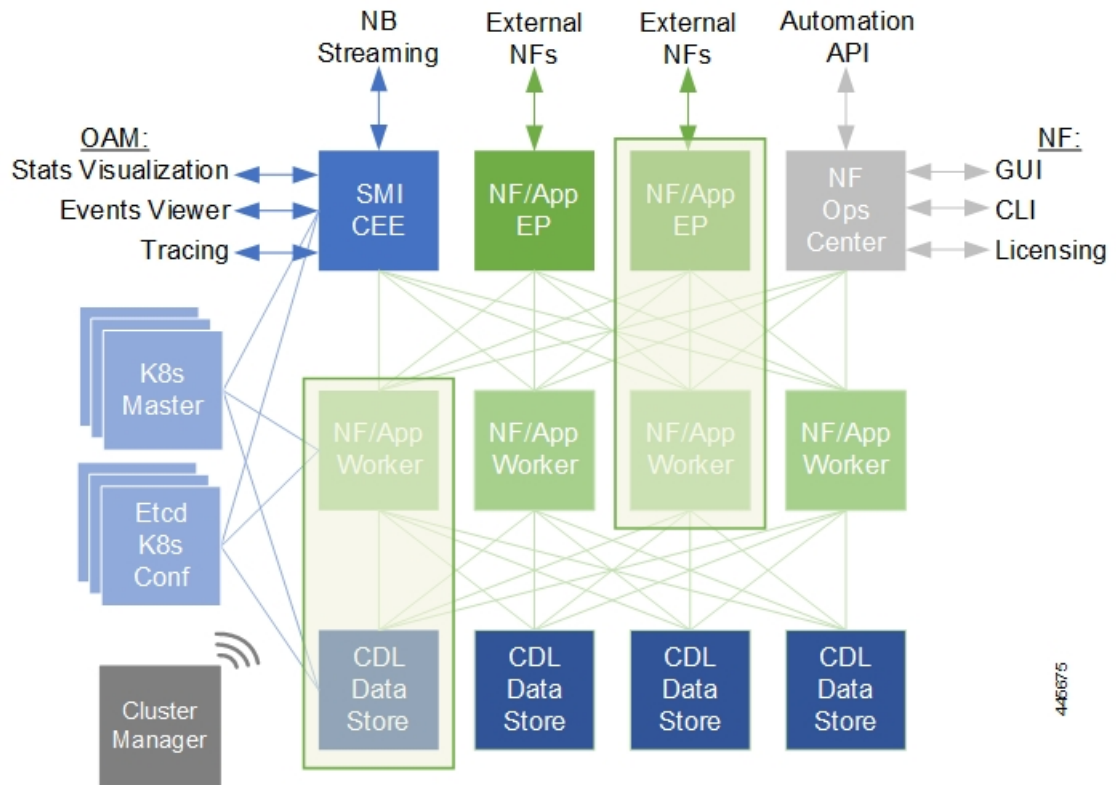 NB
Streaming
External
NFs
External
NFs
Automation
API
OAM:
Stats Visualization
Events Viewer
Tracing
SMI
CEE
NF/App
EP
NF/App
EP
NF
Ops
Center
NF:
GUI
CLI
Licensing
K8s
Master
NF/App
Worker
NF/App
Worker
NF/App
Worker
NF/App
Worker
Etcd
K8s
Conf
Cluster
Manager
CDL
Data
Store
CDL
Data
Store
CDL
Data
Store
CDL
Data
Store
445675